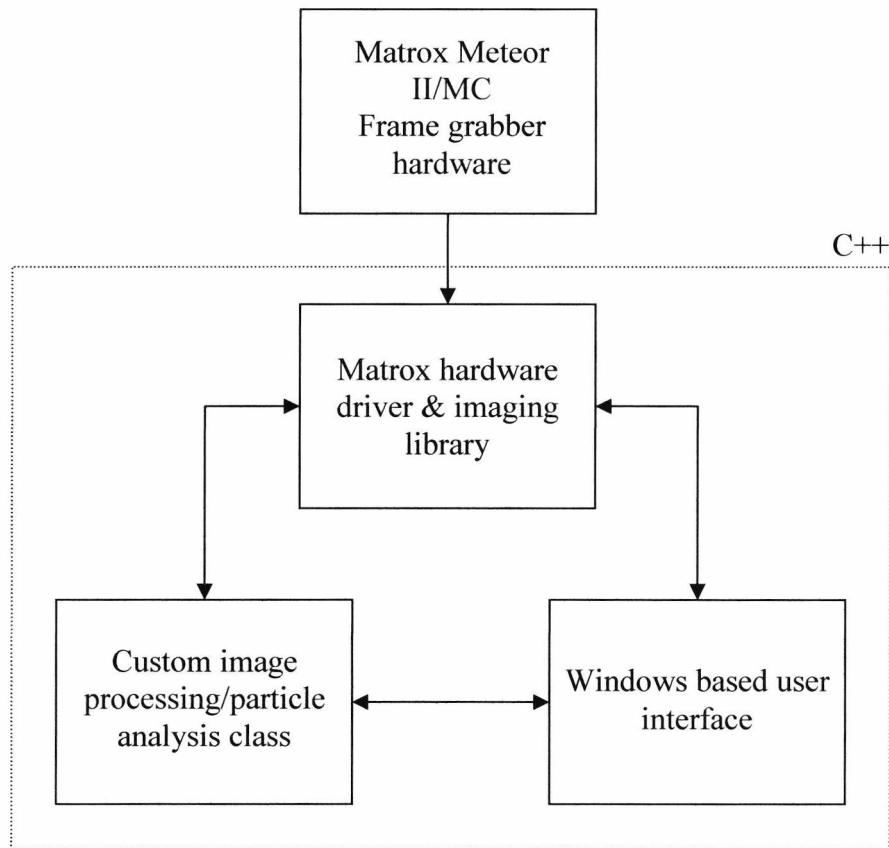 Matrox Meteor
II/MC
Frame grabber
hardware
C++
Matrox hardware
driver & imaging
library
Custom image
processing/particle
analysis class
Windows based user
interface